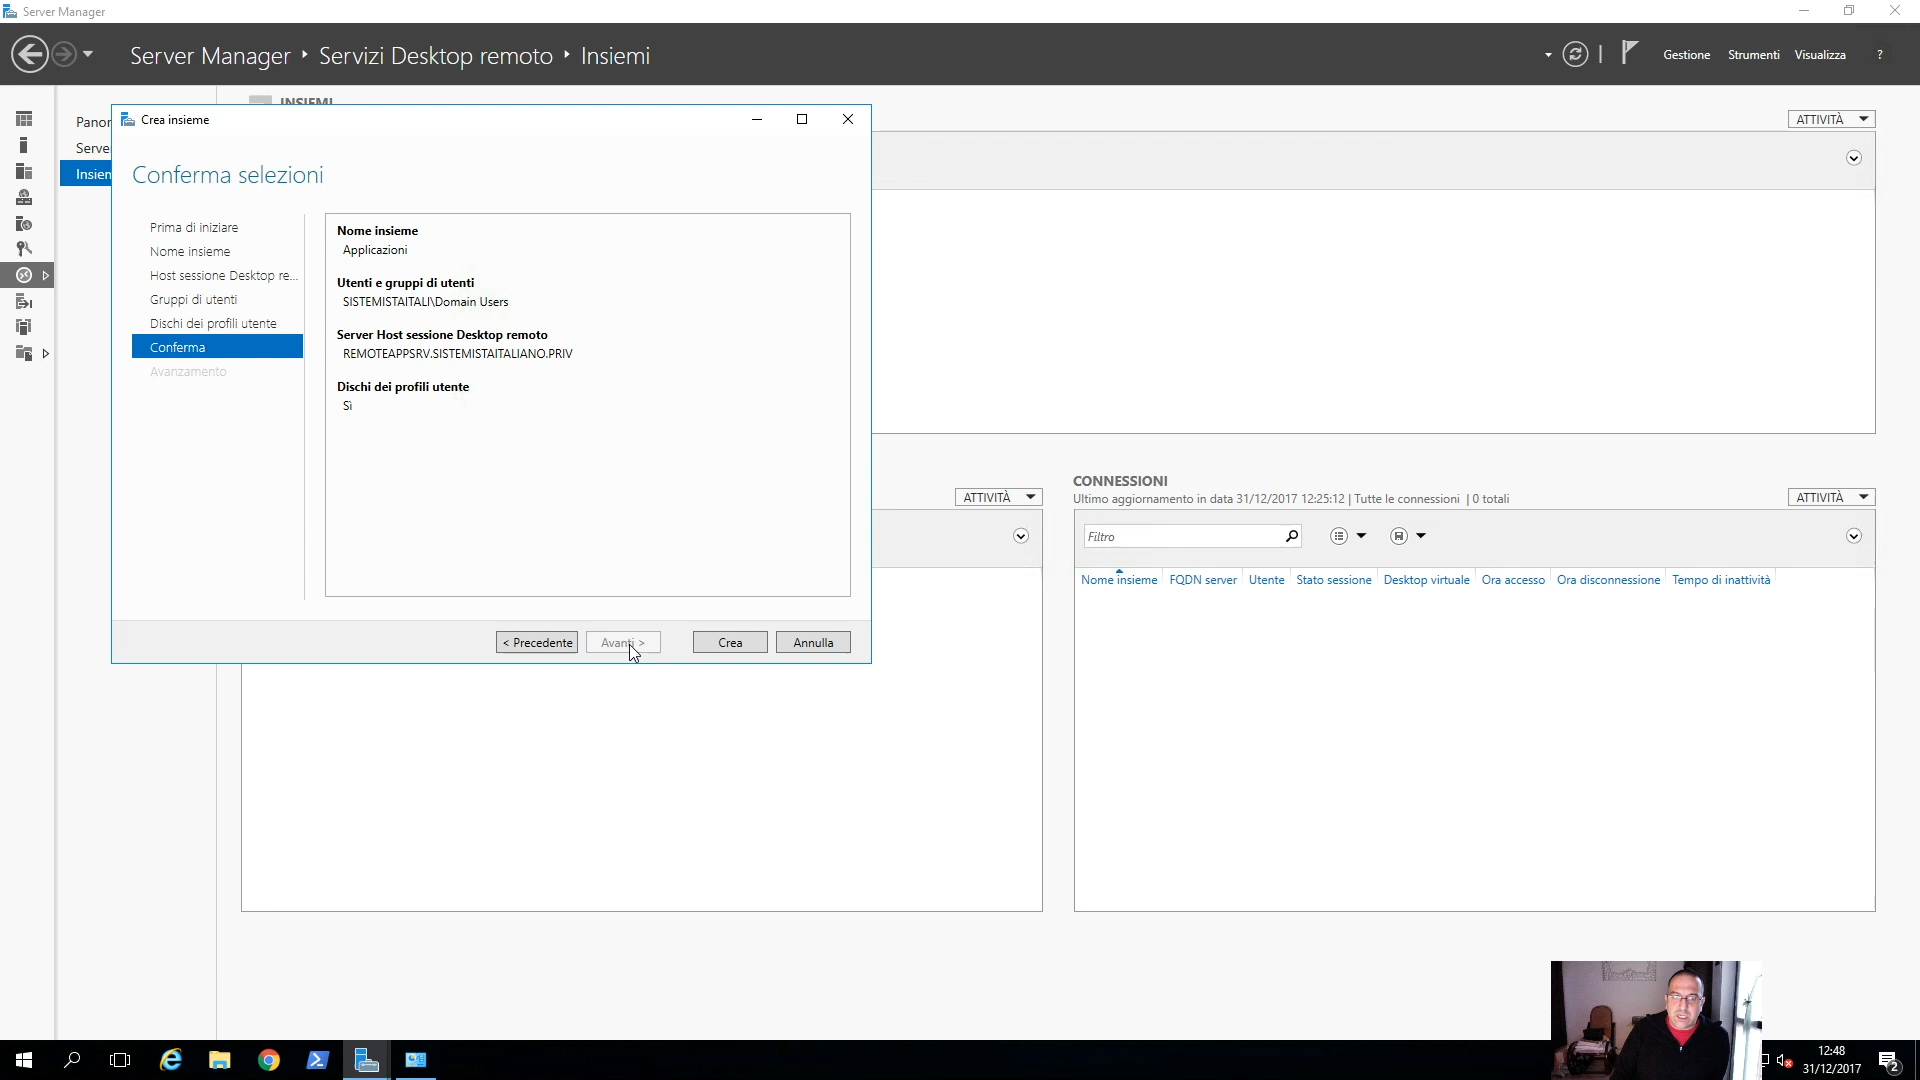 Server Manager
Server Manager ‣ Servizi Desktop remoto ‣ Insiemi
Gestione Strumenti Visualizza ?
INSIEMI
ATTIVITÀ
Panor
Serve
Insien
Crea insieme
Conferma selezioni
Prima di iniziare
Nome insieme
Host sessione Desktop re...
Gruppi di utenti
Dischi dei profili utente
Conferma
Avanzamento
Nome insieme
Applicazioni
Utenti e gruppi di utenti
SISTEMISTAITALI\Domain Users
Server Host sessione Desktop remoto
REMOTEAPPSRV.SISTEMISTAITALIANO.PRIV
Dischi dei profili utente
Sì
< Precedente Avanti > Crea Annulla
ATTIVITÀ
CONNESSIONI
Ultimo aggiornamento in data 31/12/2017 12:25:12 | Tutte le connessioni | 0 totali
ATTIVITÀ
Filtro
Nome insieme FQDN server Utente Stato sessione Desktop virtuale Ora accesso Ora disconnessione Tempo di inattività
12:48
31/12/2017
2